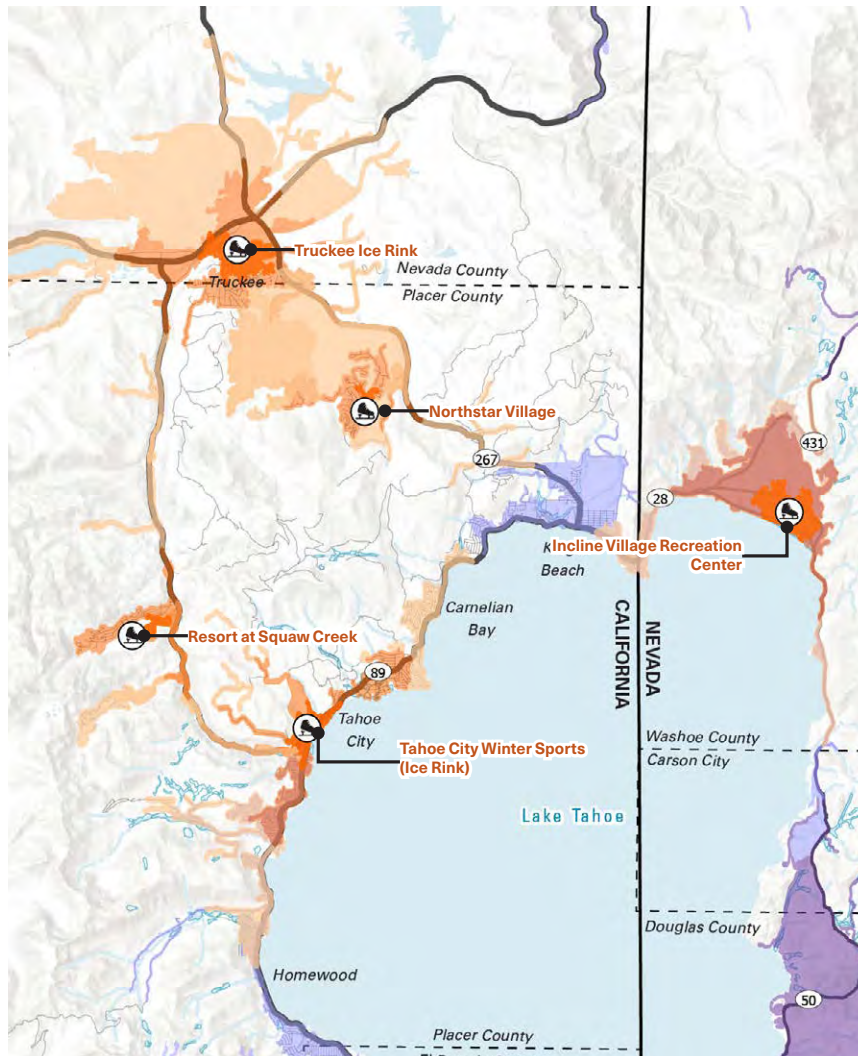 Truckee Ice Rink
Nevada County
Truckee
Placer County
Northstar Village
431
267
28
Incline Village Recreation
Center
Beach
Carnelian
Bay
CALIFORNIA
NEVADA
Resort at Squaw Creek
89
Tahoe
City
Tahoe City Winter Sports
(Ice Rink)
Washoe County
Carson City
Lake Tahoe
Douglas County
Homewood
50
Placer County